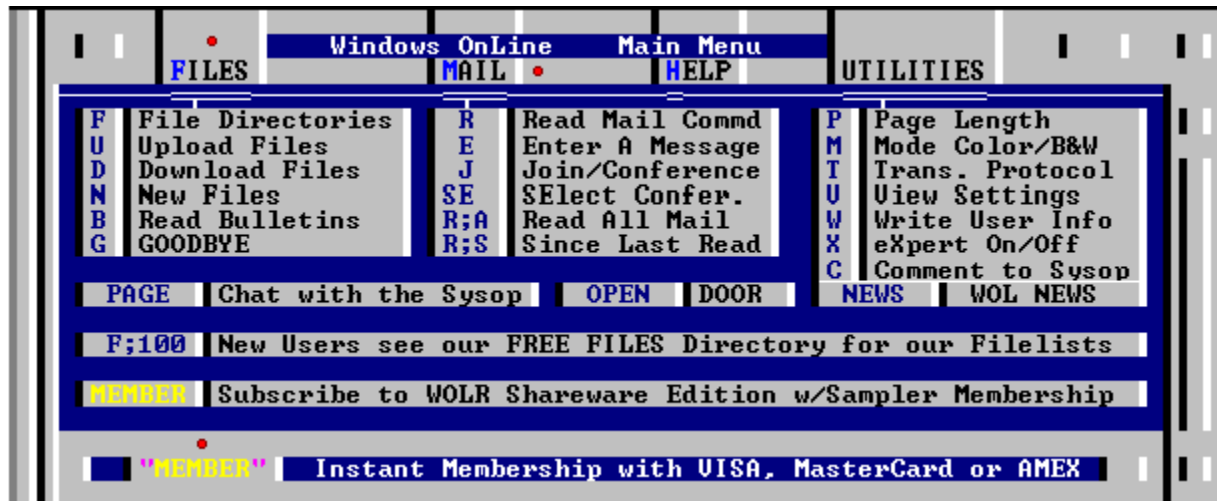 Windows OnLine Main Menu
FILES MAIL HELP UTILITIES
F File Directories R Read Mail Commd P Page Length
U Upload Files E Enter A Message M Mode Color/B&W
D Download Files J Join/Conference T Trans. Protocol
N New Files SE SElect Confer. V View Settings
B Read Bulletins R;A Read All Mail W Write User Info
G GOODBYE R;S Since Last Read X eXpert On/Off
C Comment to Sysop
PAGE Chat with the Sysop OPEN DOOR NEWS WOL NEWS
F;100 New Users see our FREE FILES Directory for our Filelists
MEMBER Subscribe to WOLR Shareware Edition w/Sampler Membership
"MEMBER" Instant Membership with VISA, MasterCard or AMEX